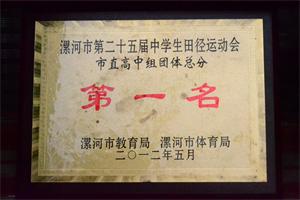 漯河市第二十五届中学生田径运动会
市直高中组团体总分
第一名
漯河市教育局 漯河市体育局
二〇一二年五月